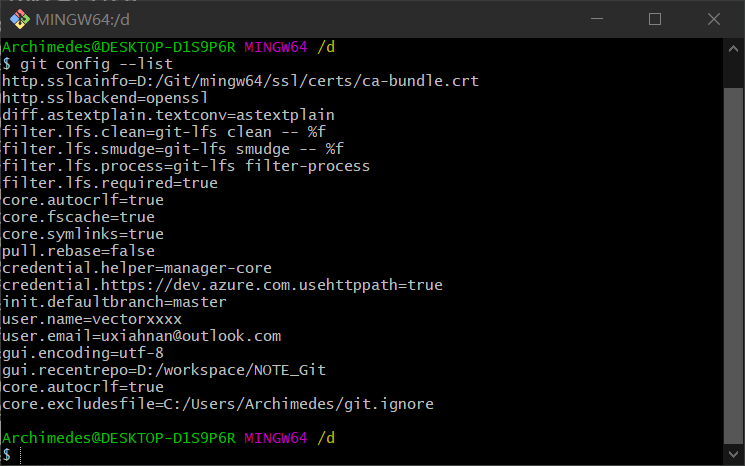 MINGW64:/d
Archimedes@DESKTOP-D1S9P6R MINGW64 /d
$ git config --list
http.sslcainfo=D:/Git/mingw64/ssl/certs/ca-bundle.crt
http.sslbackend=openssl
diff.astextplain.textconv=astextplain
filter.lfs.clean=git-lfs clean -- %f
filter.lfs.smudge=git-lfs smudge -- %f
filter.lfs.process=git-lfs filter-process
filter.lfs.required=true
core.autocrlf=true
core.fscache=true
core.symlinks=true
pull.rebase=false
credential.helper=manager-core
credential.https://dev.azure.com.usehttppath=true
init.defaultbranch=master
user.name=vectorxxxx
user.email=uxiahnan@outlook.com
gui.encoding=utf-8
gui.recentrepo=D:/workspace/NOTE_Git
core.autocrlf=true
core.excludesfile=C:/Users/Archimedes/git.ignore
Archimedes@DESKTOP-D1S9P6R MINGW64 /d
$